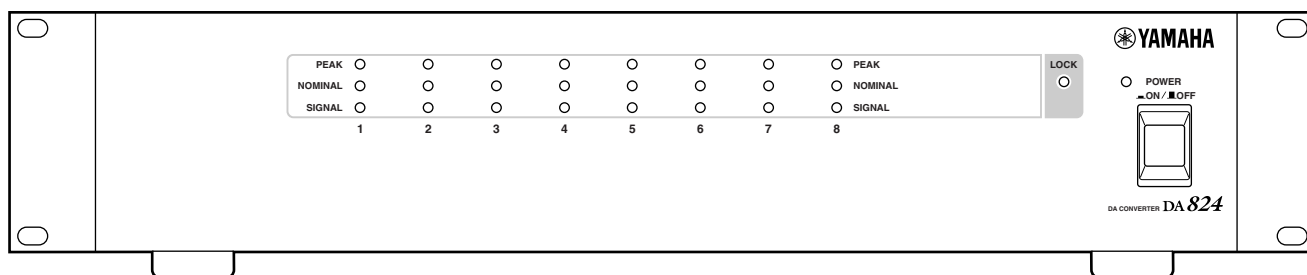 YAMAHA
PEAK PEAK LOCK
NOMINAL NOMINAL POWER
ON / OFF
SIGNAL SIGNAL
1 2 3 4 5 6 7 8
DA CONVERTER DA824